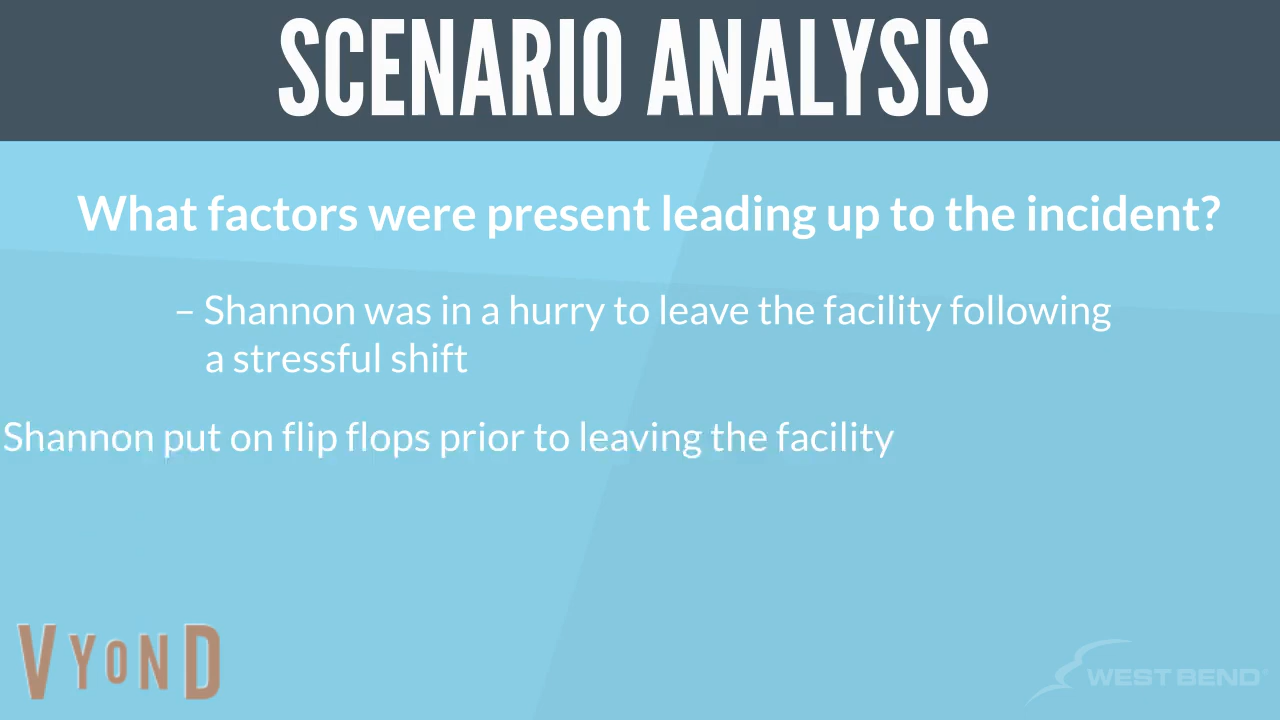 SCENARIO ANALYSIS
What factors were present leading up to the incident?
– Shannon was in a hurry to leave the facility following
a stressful shift
Shannon put on flip flops prior to leaving the facility
VYOND
WEST BEND